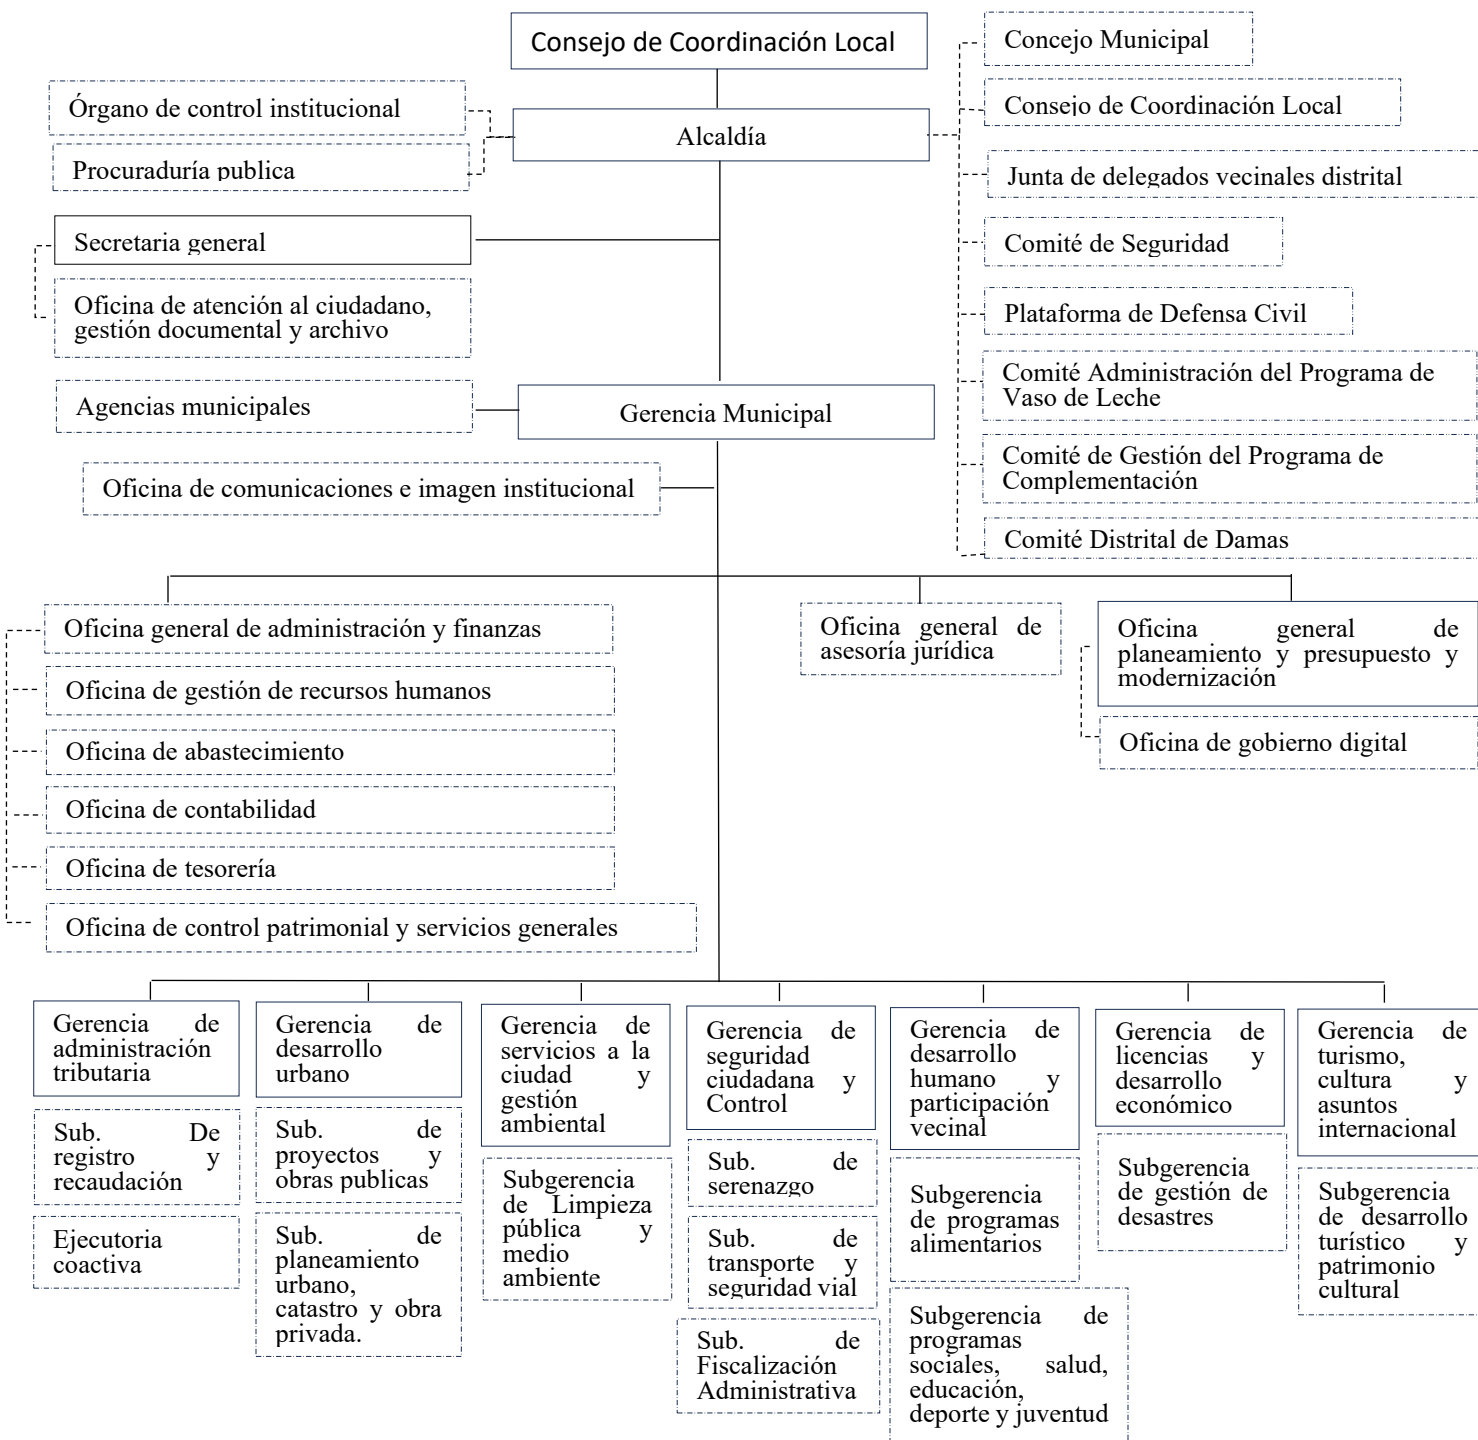 Consejo de Coordinación Local
Concejo Municipal
Órgano de control institucional
Consejo de Coordinación Local
Alcaldía
Procuraduría publica
Junta de delegados vecinales distrital
Secretaria general
Comité de Seguridad
Oficina de atención al ciudadano,
gestión documental y archivo
Plataforma de Defensa Civil
Agencias municipales
Gerencia Municipal
Comité Administración del Programa de
Vaso de Leche
Comité de Gestión del Programa de
Complementación
Oficina de comunicaciones e imagen institucional
Comité Distrital de Damas
Oficina general de administración y finanzas
Oficina de gestión de recursos humanos
Oficina de abastecimiento
Oficina de contabilidad
Oficina de tesorería
Oficina de control patrimonial y servicios generales
Oficina general de
asesoría jurídica
Oficina general de
planeamiento y presupuesto y
modernización
Oficina de gobierno digital
Gerencia de
administración
tributaria
Sub. De
registro y
recaudación
Ejecutoria
coactiva
Gerencia de
desarrollo
urbano
Sub. de
proyectos y
obras publicas
Sub. de
planeamiento
urbano,
catastro y obra
privada.
Gerencia de
servicios a la
ciudad y
gestión
ambiental
Subgerencia
de Limpieza
pública y
medio
ambiente
Gerencia de
seguridad
ciudadana y
Control
Sub. de
serenazgo
Sub. de
transporte y
seguridad vial
Sub. de
Fiscalización
Administrativa
Gerencia de
desarrollo
humano y
participación
vecinal
Subgerencia
de programas
alimentarios
Subgerencia de
programas
sociales, salud,
educación,
deporte y juventud
Gerencia de
licencias y
desarrollo
económico
Subgerencia
de gestión de
desastres
Gerencia de
turismo,
cultura y
asuntos
internacional
Subgerencia
de desarrollo
turístico y
patrimonio
cultural